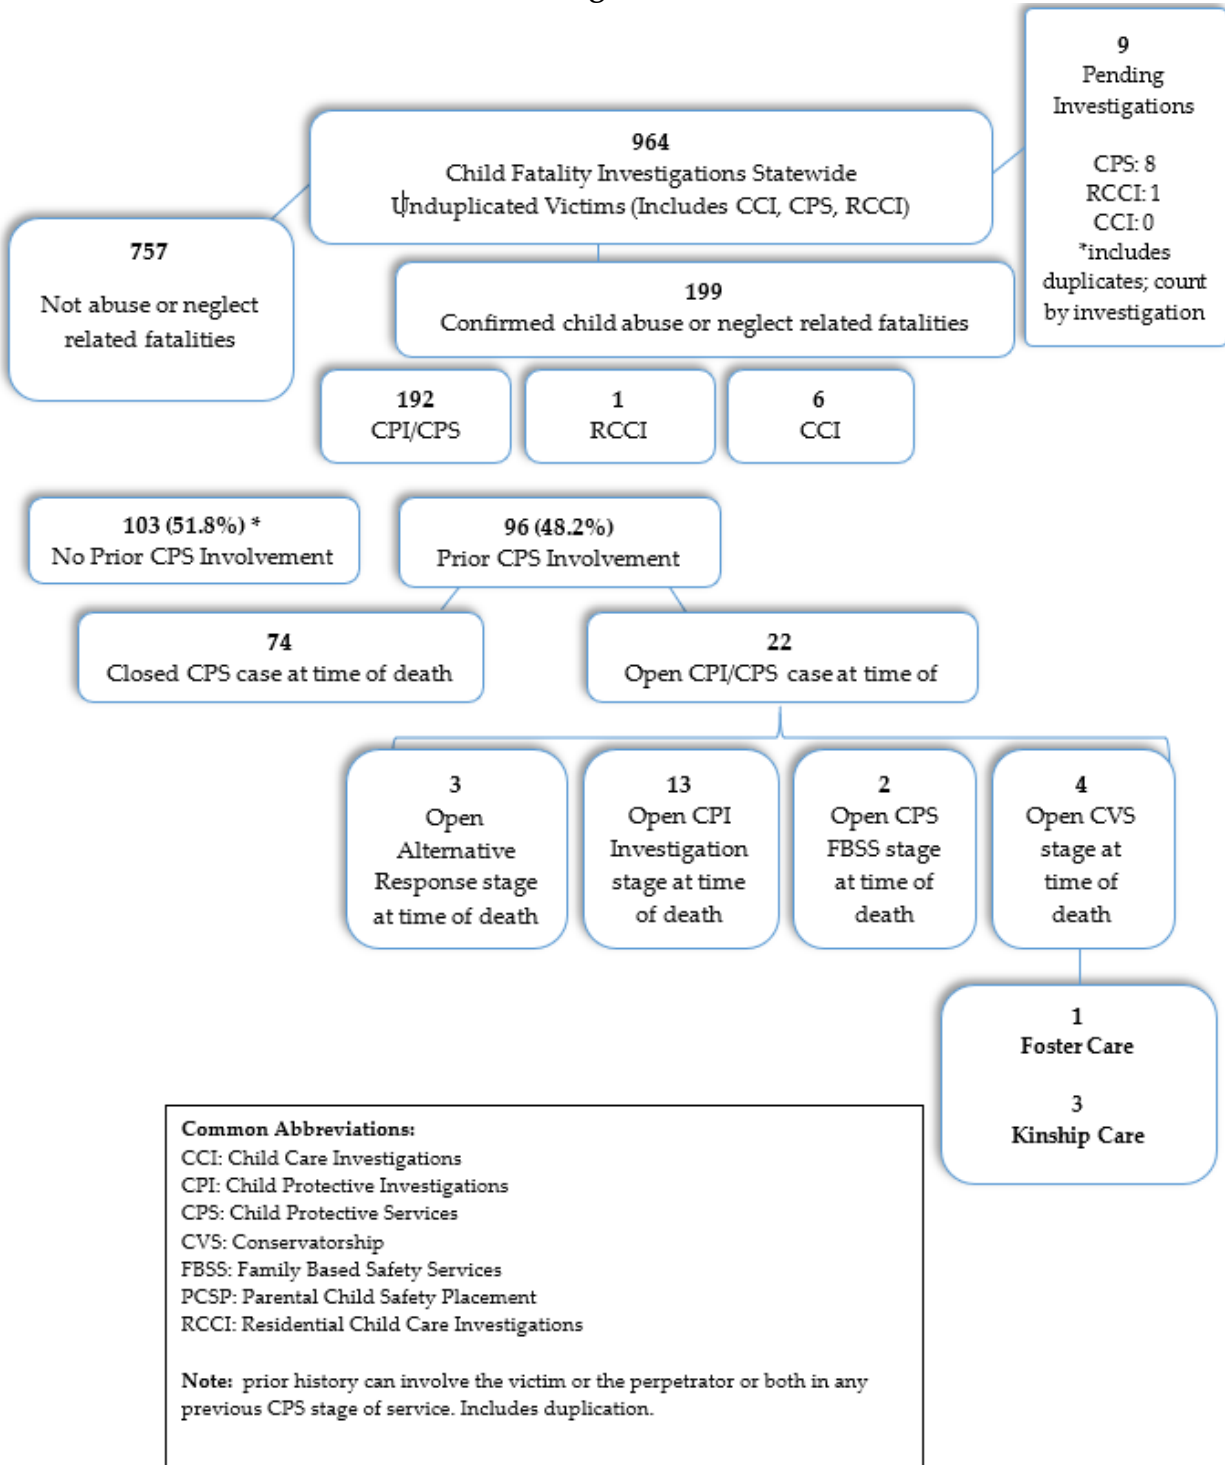 9
Pending
Investigations
CPS: 8
RCCI: 1
CCI: 0
*includes
duplicates; count
by investigation
964
Child Fatality Investigations Statewide
Unduplicated Victims (Includes CCI, CPS, RCCI)
757
Not abuse or neglect
related fatalities
199
Confirmed child abuse or neglect related fatalities
192
CPI/CPS
1
RCCI
6
CCI
103 (51.8%) *
No Prior CPS Involvement
96 (48.2%)
Prior CPS Involvement
74
Closed CPS case at time of death
22
Open CPI/CPS case at time of
3
Open
Alternative
Response stage
at time of death
13
Open CPI
Investigation
stage at time
of death
2
Open CPS
FBSS stage
at time of
death
4
Open CVS
stage at
time of
death
1
Foster Care
3
Kinship Care
Common Abbreviations:
CCI: Child Care Investigations
CPI: Child Protective Investigations
CPS: Child Protective Services
CVS: Conservatorship
FBSS: Family Based Safety Services
PCSP: Parental Child Safety Placement
RCCI: Residential Child Care Investigations
Note: prior history can involve the victim or the perpetrator or both in any
previous CPS stage of service. Includes duplication.